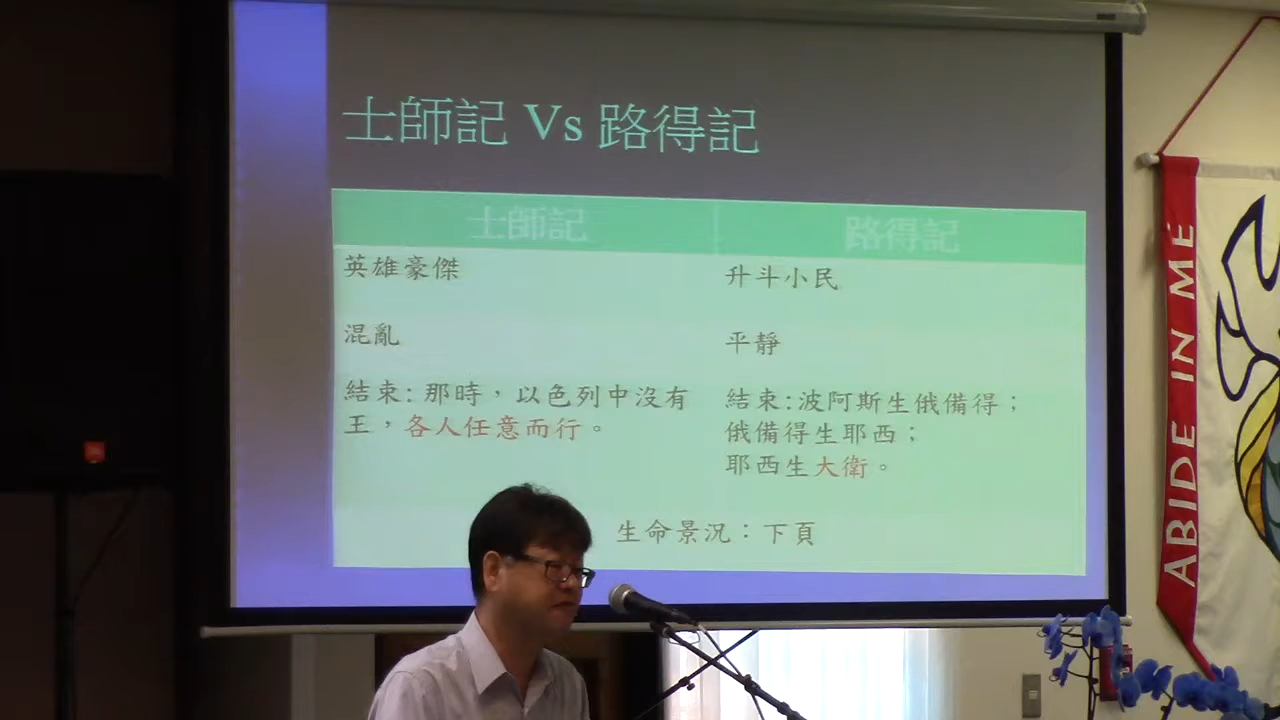 士師記 Vs 路得記
士師記
路得記
英雄豪傑
升斗小民
混亂
平靜
結束: 那時，以色列中沒有
王，各人任意而行。
結束:波阿斯生俄備得；
俄備得生耶西；
耶西生大衛。
生命景況：下頁
ABIDE IN ME